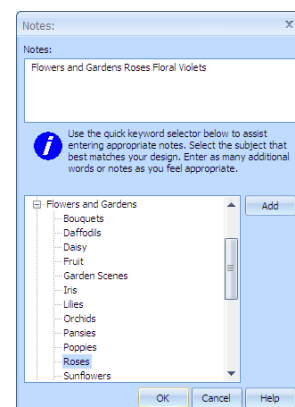 Notes:
x
Notes:
Flowers and Gardens Roses Floral Violets
Use the quick keyword selector below to assist
entering appropriate notes. Select the subject that
best matches your design. Enter as many additional
words or notes as you feel appropriate.
Flowers and Gardens
Add
Bouquets
Daffodils
Daisy
Fruit
Garden Scenes
Iris
Lilies
Orchids
Pansies
Poppies
Roses
Sunflowers
OK
Cancel
Help